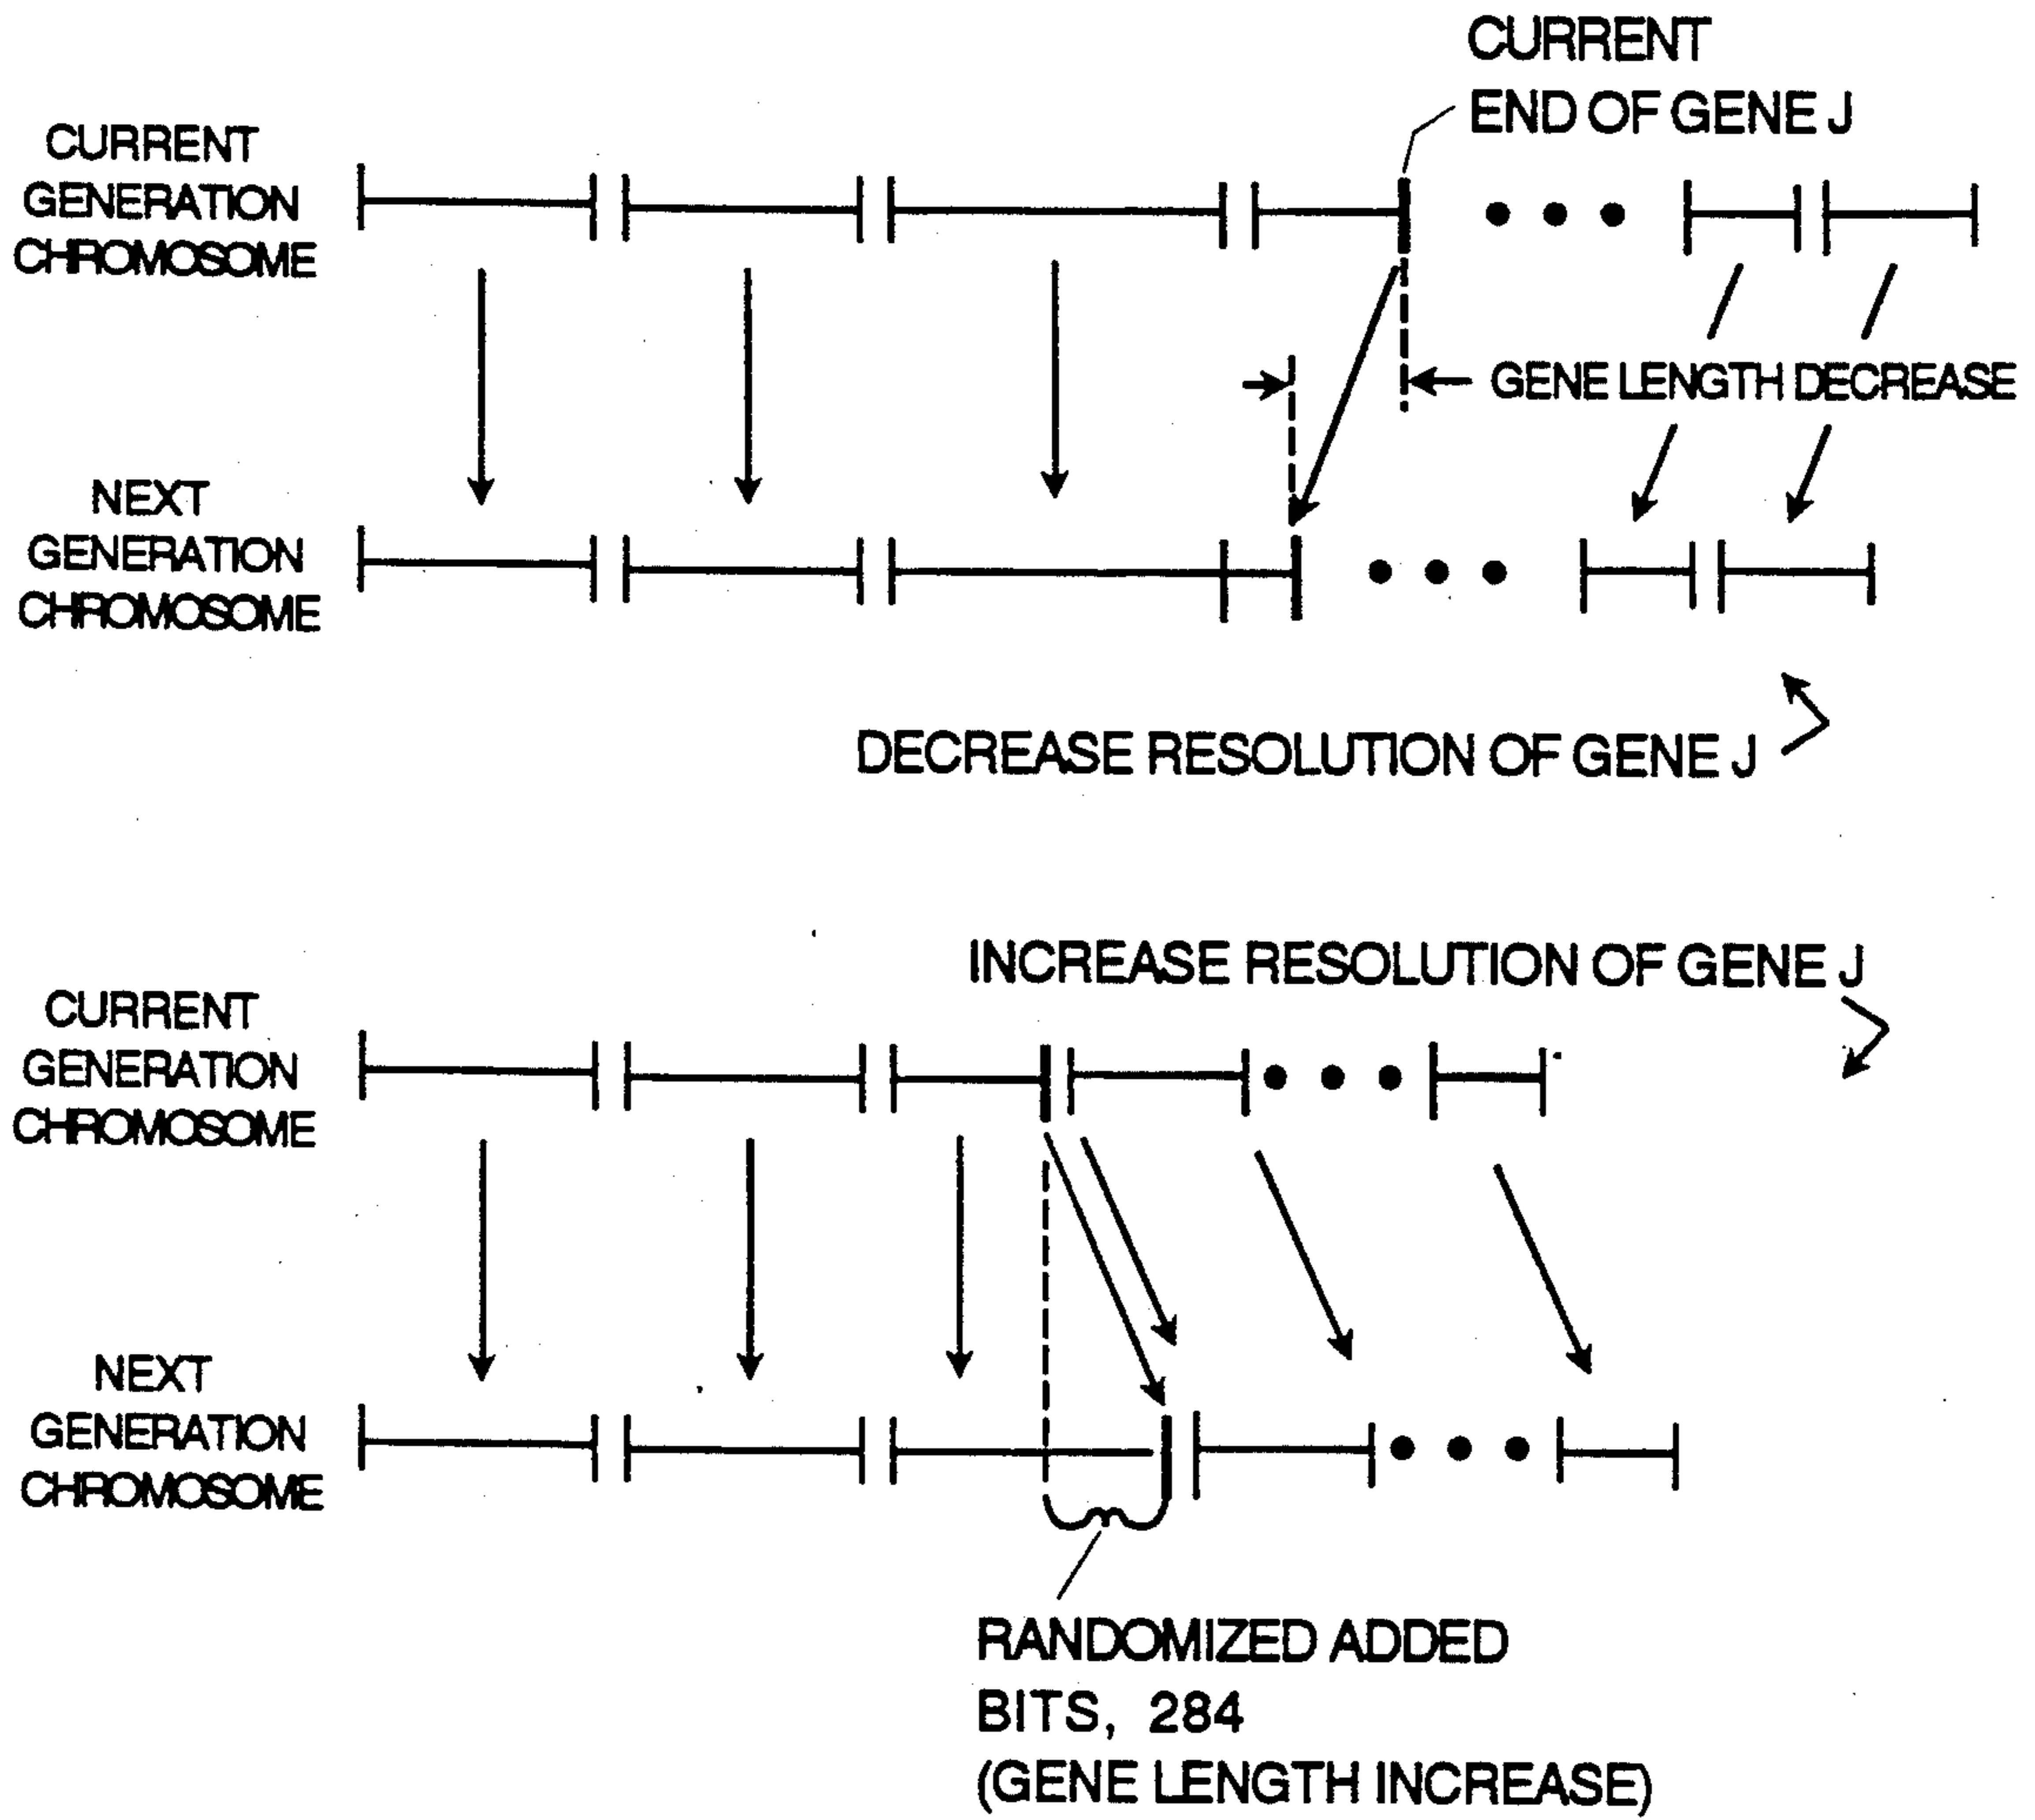 CURRENT
END OF GENE J
CURRENT
GENERATION
CHROMOSOME
GENE LENGTH DECREASE
NEXT
GENERATION
CHROMOSOME
DECREASE RESOLUTION OF GENE J
INCREASE RESOLUTION OF GENE J
CURRENT
GENERATION
CHROMOSOME
NEXT
GENERATION
CHROMOSOME
RANDOMIZED ADDED
BITS, 284
(GENE LENGTH INCREASE)